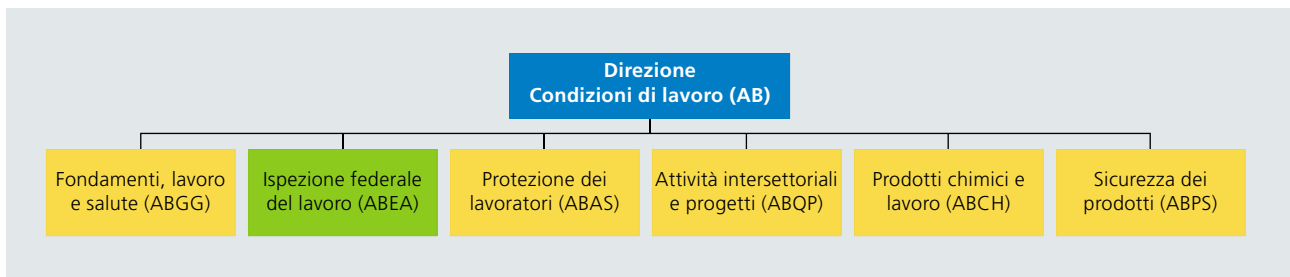 Direzione
Condizioni di lavoro (AB)
Fondamenti, lavoro
e salute (ABGG)
Ispezione federale
del lavoro (ABEA)
Protezione dei
lavoratori (ABAS)
Attività intersettoriali
e progetti (ABQP)
Prodotti chimici e
lavoro (ABCH)
Sicurezza dei
prodotti (ABPS)